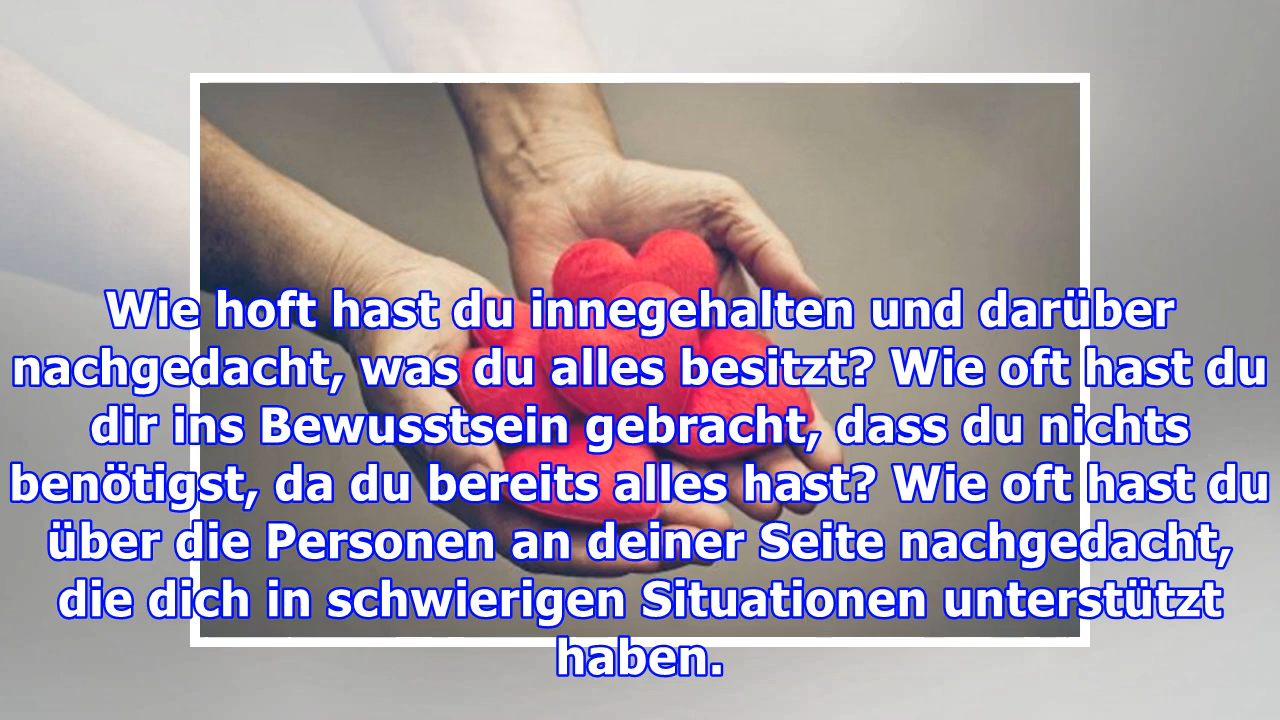 Wie hoft hast du innegehalten und darüber
nachgedacht, was du alles besitzt? Wie oft hast du
dir ins Bewusstsein gebracht, dass du nichts
benötigst, da du bereits alles hast? Wie oft hast du
über die Personen an deiner Seite nachgedacht,
die dich in schwierigen Situationen unterstützt
haben.